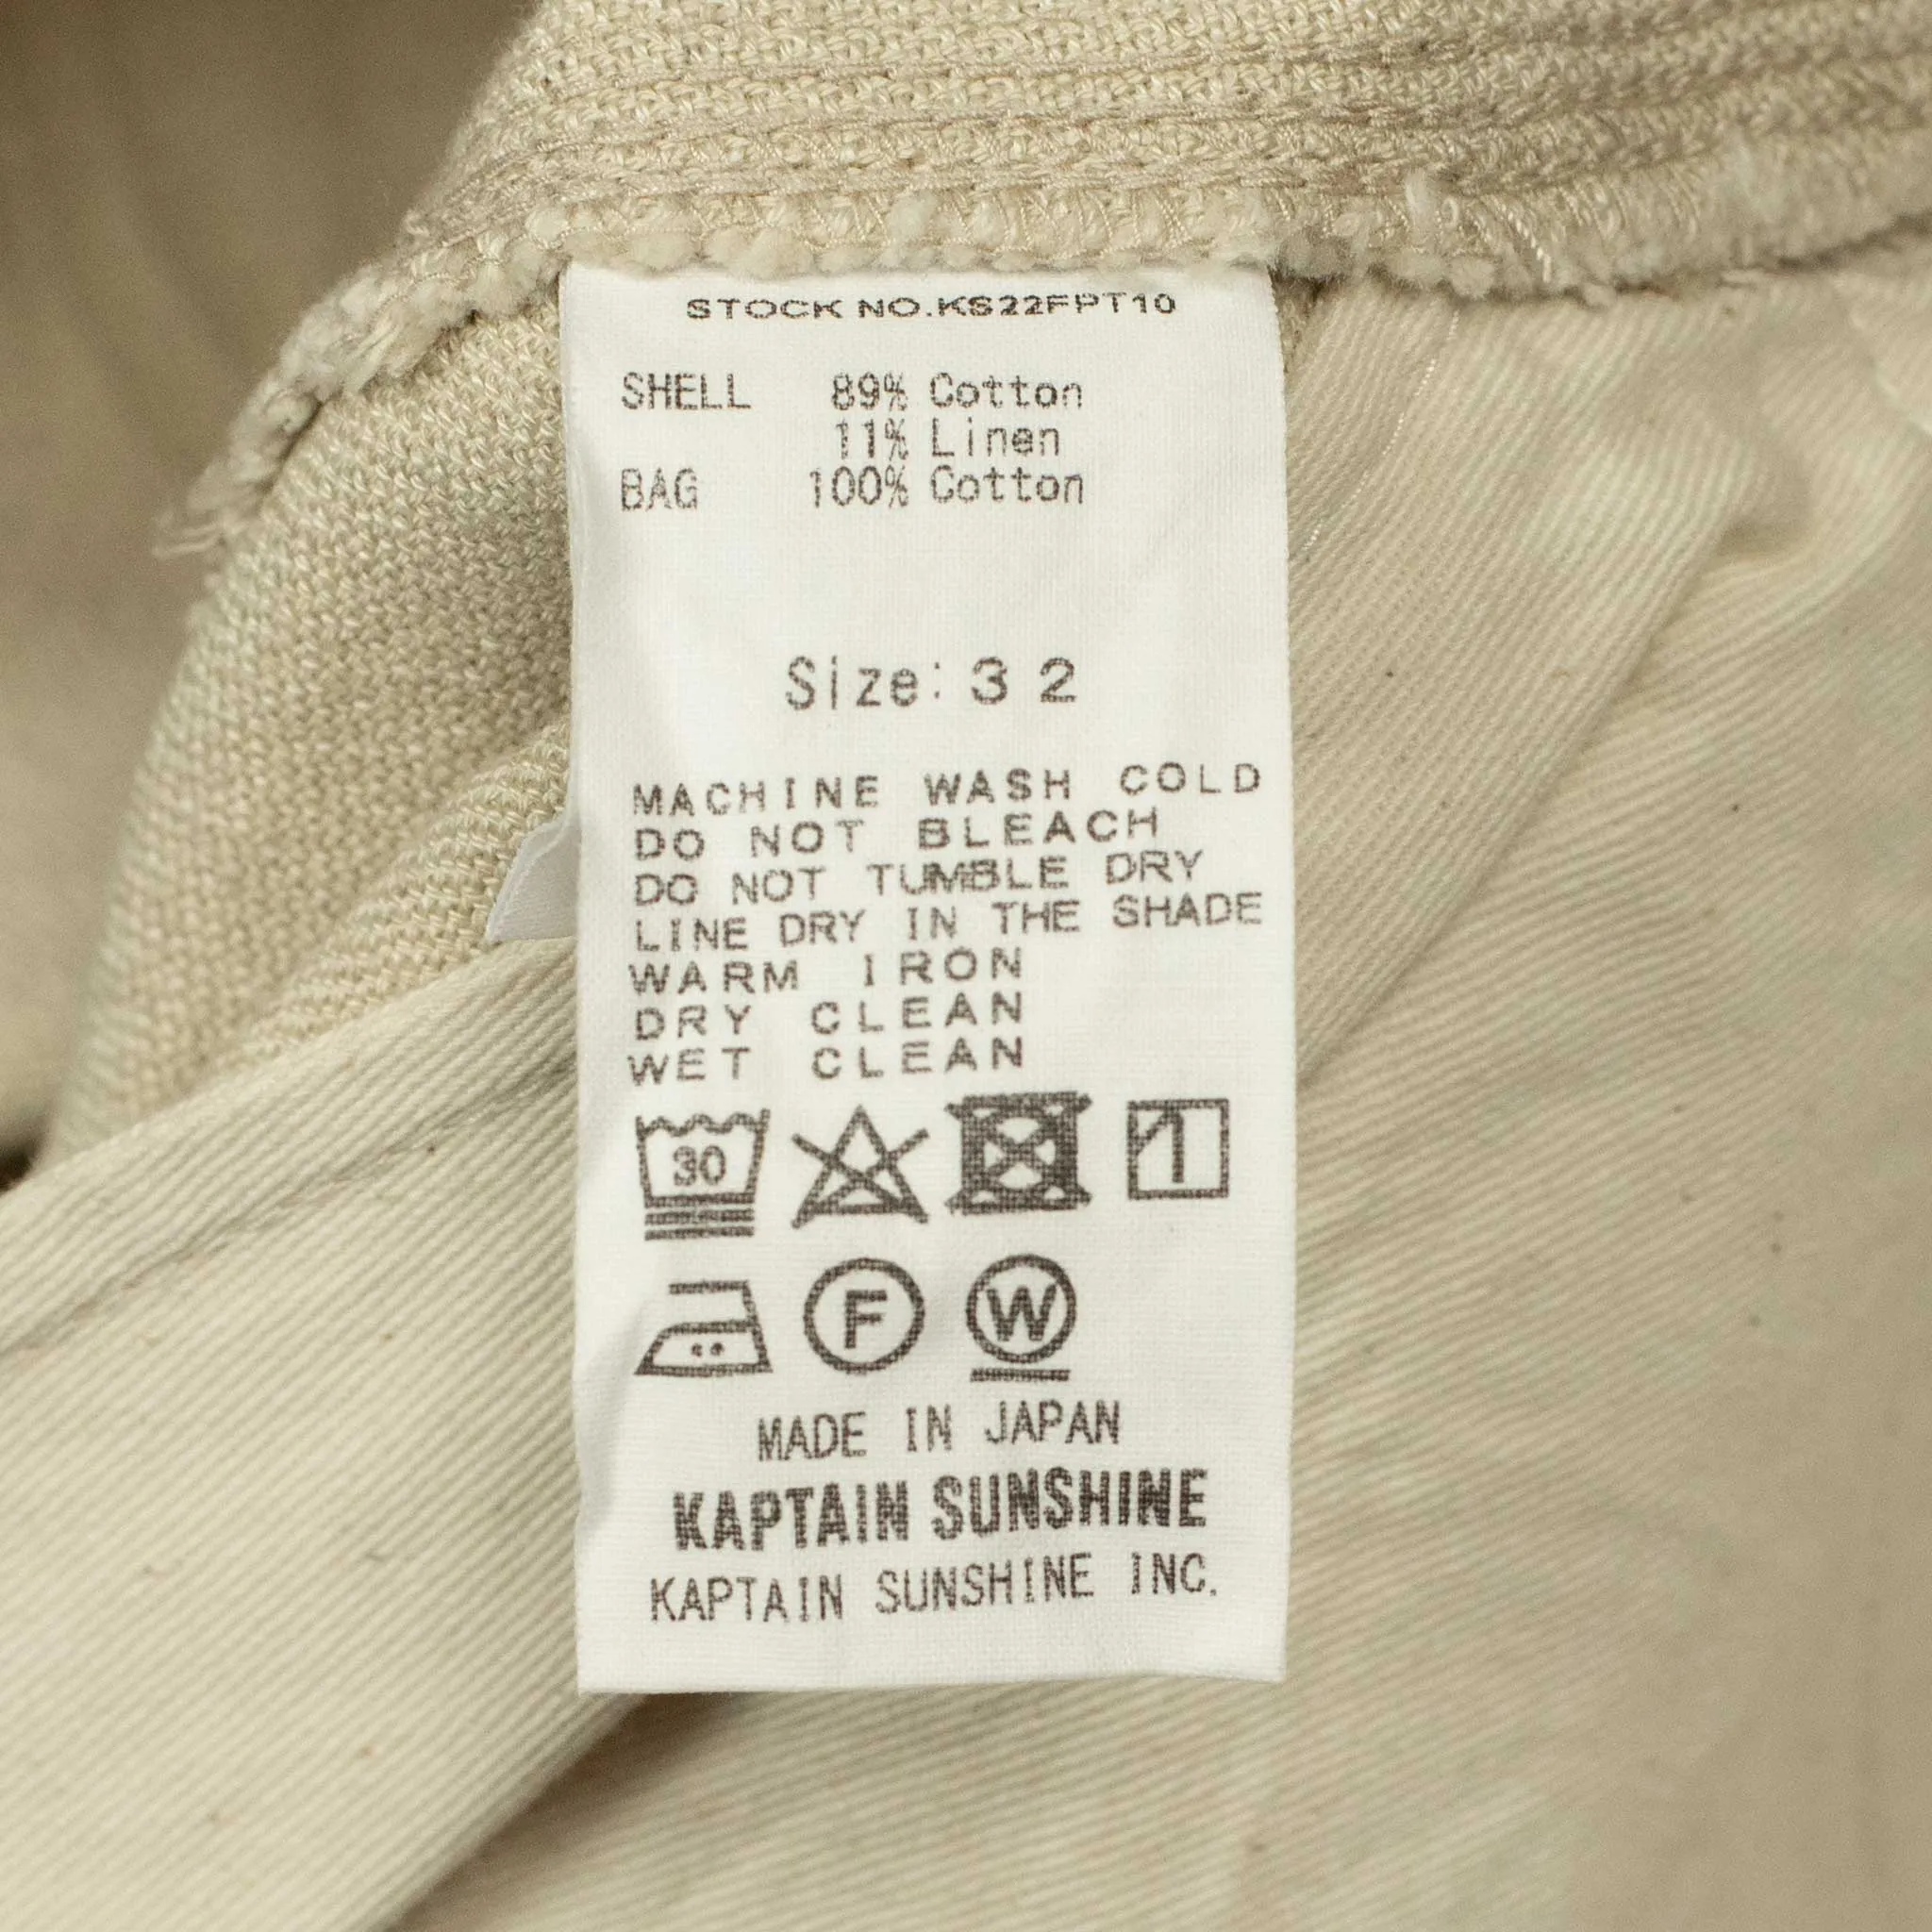 STOCK NO.KS22FPT10
SHELL 89% Cotton
11% Linen
BAG 100% Cotton
Size:32
MACHINE WASH COLD
DO NOT BLEACH
DO NOT TUMBLE DRY
LINE DRY IN THE SHADE
WARM IRON
DRY CLEAN
WET CLEAN
30
F W
MADE IN JAPAN
KAPTAIN SUNSHINE
KAPTAIN SUNSHINE INC.